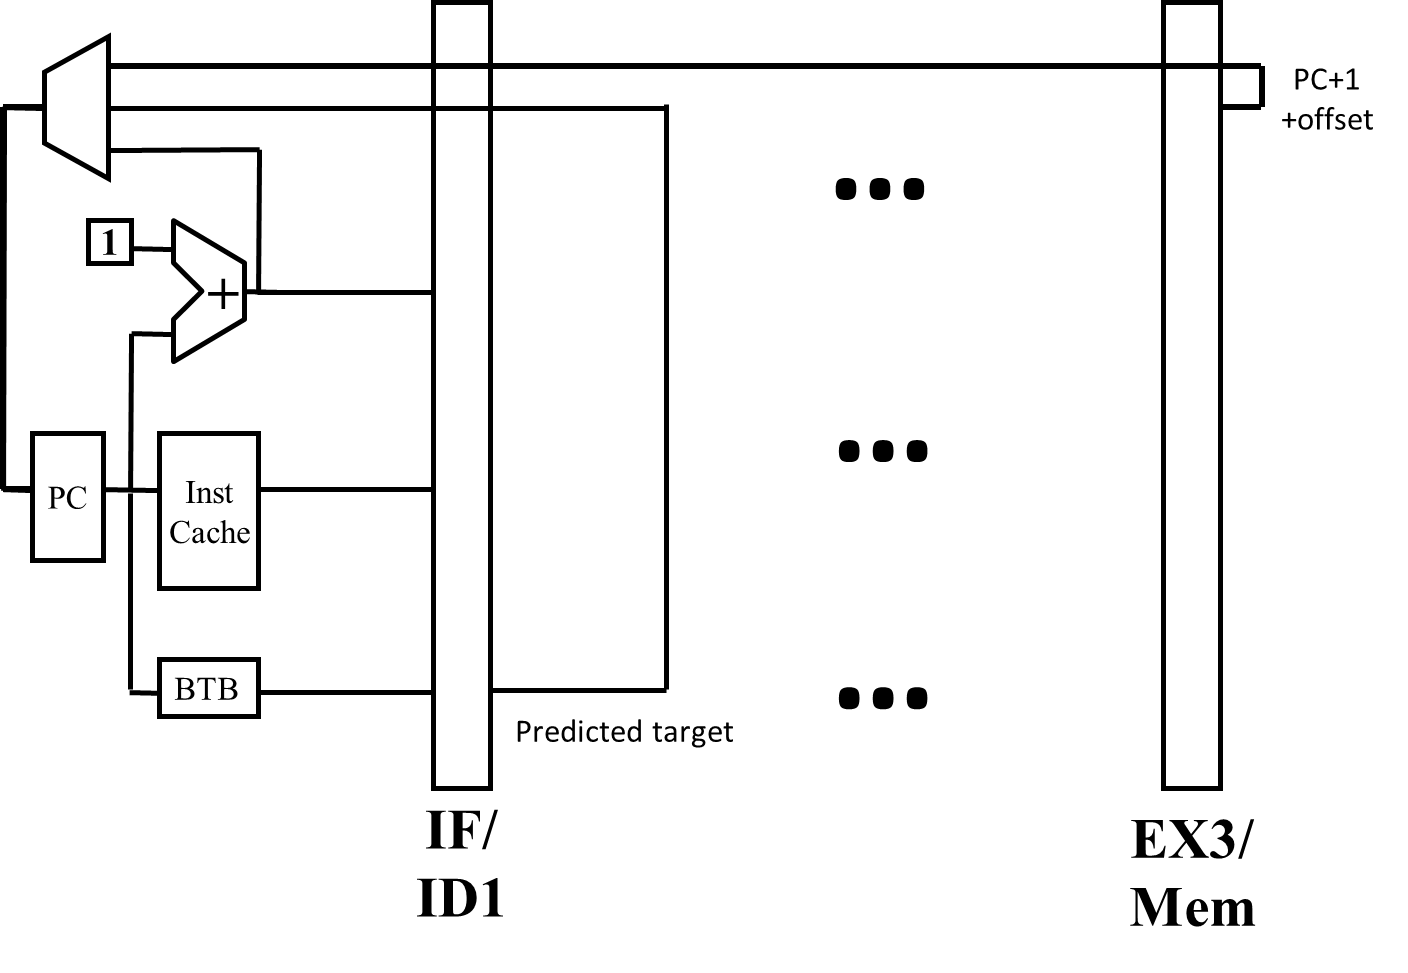 PC+1
+offset
1
+
PC
Inst
Cache
BTB
Predicted target
IF/
ID1
EX3/
Mem